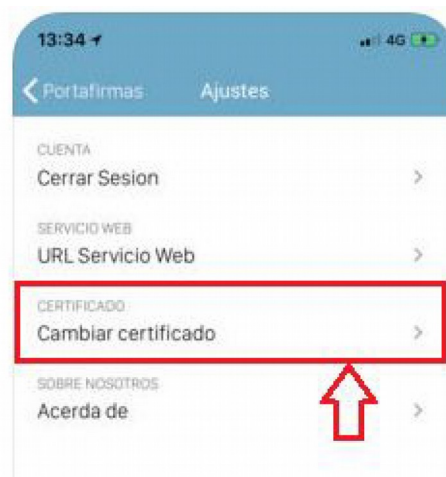 13:34
4G
Portafirmas Ajustes
CUENTA
Cerrar Sesion
SERVICIO WEB
URL Servicio Web
CERTIFICADO
Cambiar certificado
SOBRE NOSOTROS
Acerda de